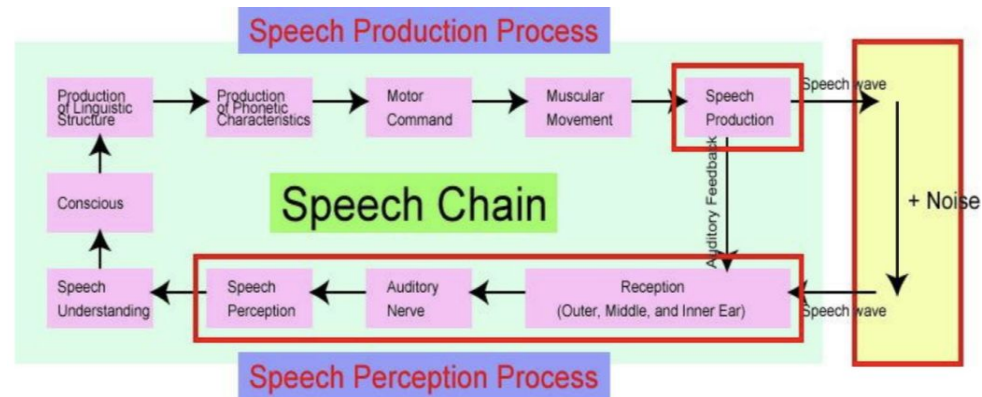 Speech Production Process
Production
of Linguistic
Structure
Production
of Phonetic
Characteristics
Motor
Command
Muscular
Movement
Speech
Production
Speech wave
Conscious
Speech Chain
Auditory Feedback
+ Noise
Speech
Understanding
Speech
Perception
Auditory
Nerve
Reception
(Outer, Middle, and Inner Ear)
Speech wave
Speech Perception Process